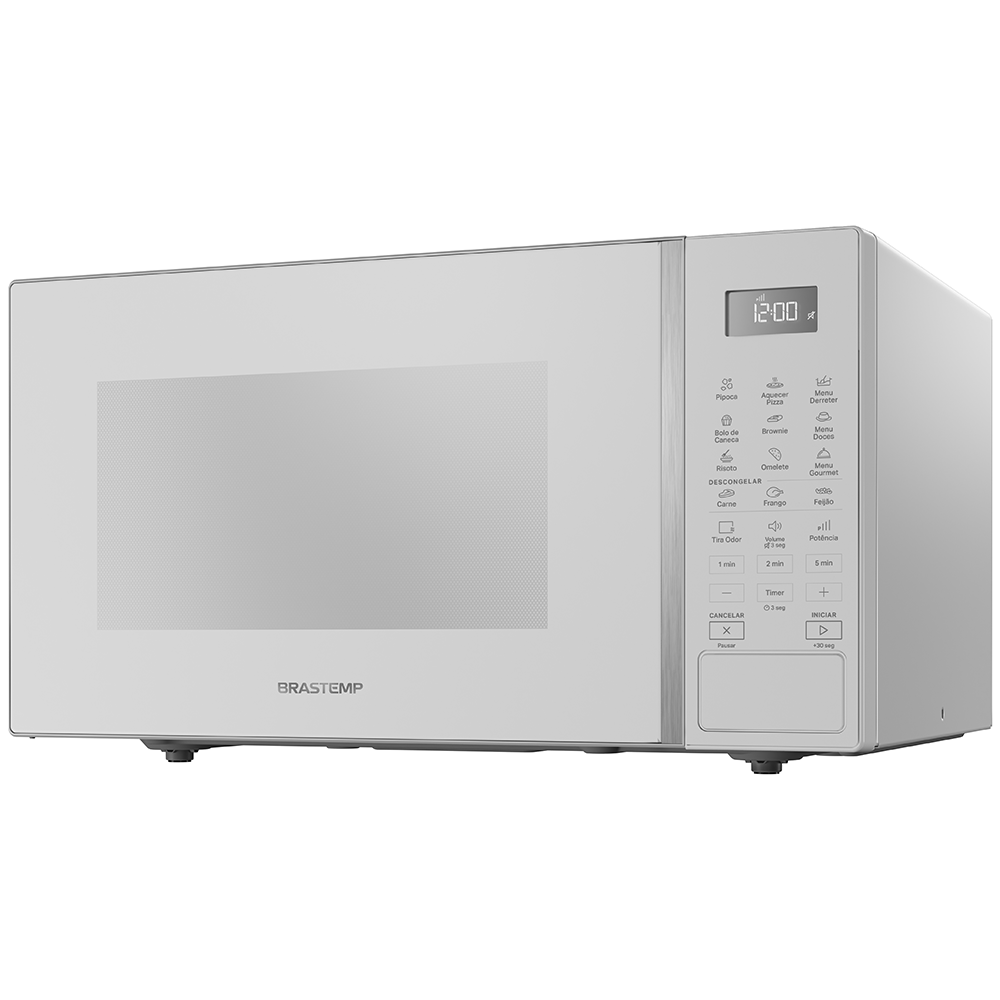 12:00
Pipoca
Aquecer
Pizza
Menu
Derreter
Bolo de
Caneca
Brownie
Menu
Doces
Risoto
Omelete
Menu
Gourmet
DESCONGELAR
Carne
Frango
Feijão
Tira Odor
Volume
3 seg
P
Potência
1 min
2 min
5 min
− Timer +
3 seg
CANCELAR
INICIAR
Pausar
+30 seg
BRASTEMP